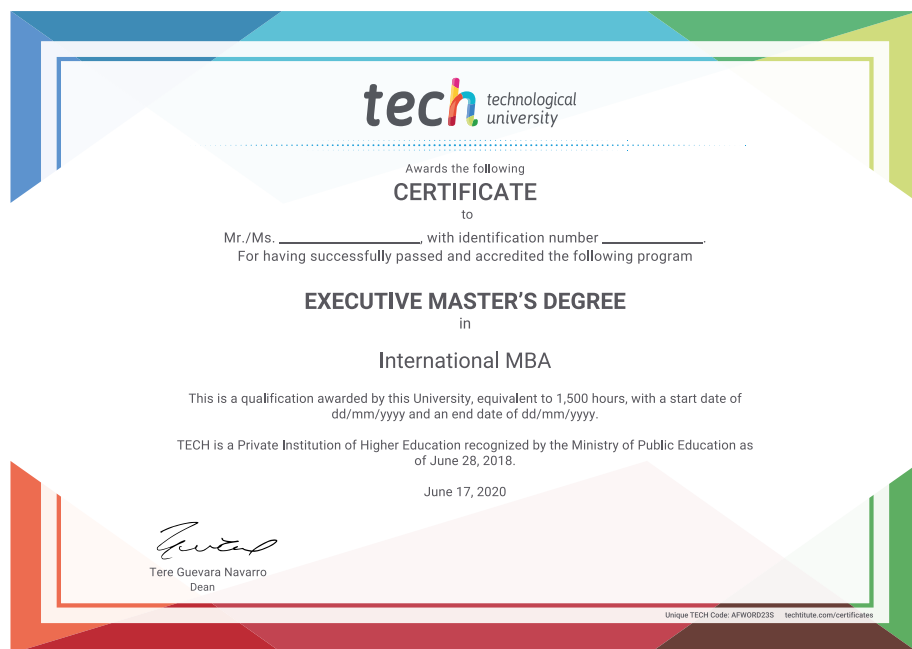 tech technological
university
Awards the following
CERTIFICATE
to
Mr./Ms. ____________________, with identification number ______________.
For having successfully passed and accredited the following program
EXECUTIVE MASTER'S DEGREE
in
International MBA
This is a qualification awarded by this University, equivalent to 1,500 hours, with a start date of
dd/mm/yyyy and an end date of dd/mm/yyyy.
TECH is a Private Institution of Higher Education recognized by the Ministry of Public Education as
of June 28, 2018.
June 17, 2020
Tere Guevara Navarro
Dean
Unique TECH Code: AFWORD23S techtitute.com/certificates